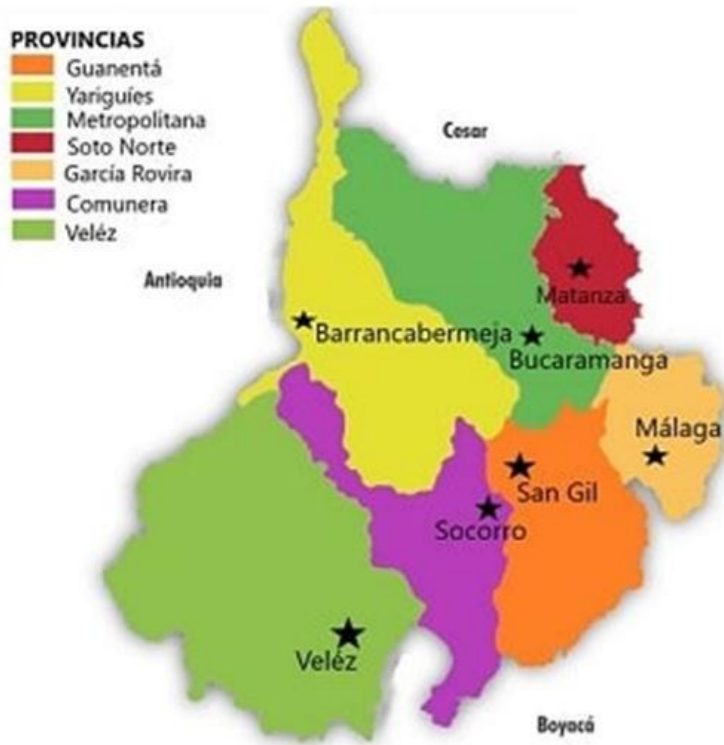 PROVINCIAS
Guanentá
Yariguíes
Metropolitana
Soto Norte
García Rovira
Comunera
Veléz
Cesar
Antioquia
Matanza
Barrancabermeja
Bucaramanga
Málaga
San Gil
Socorro
Veléz
Boyacá